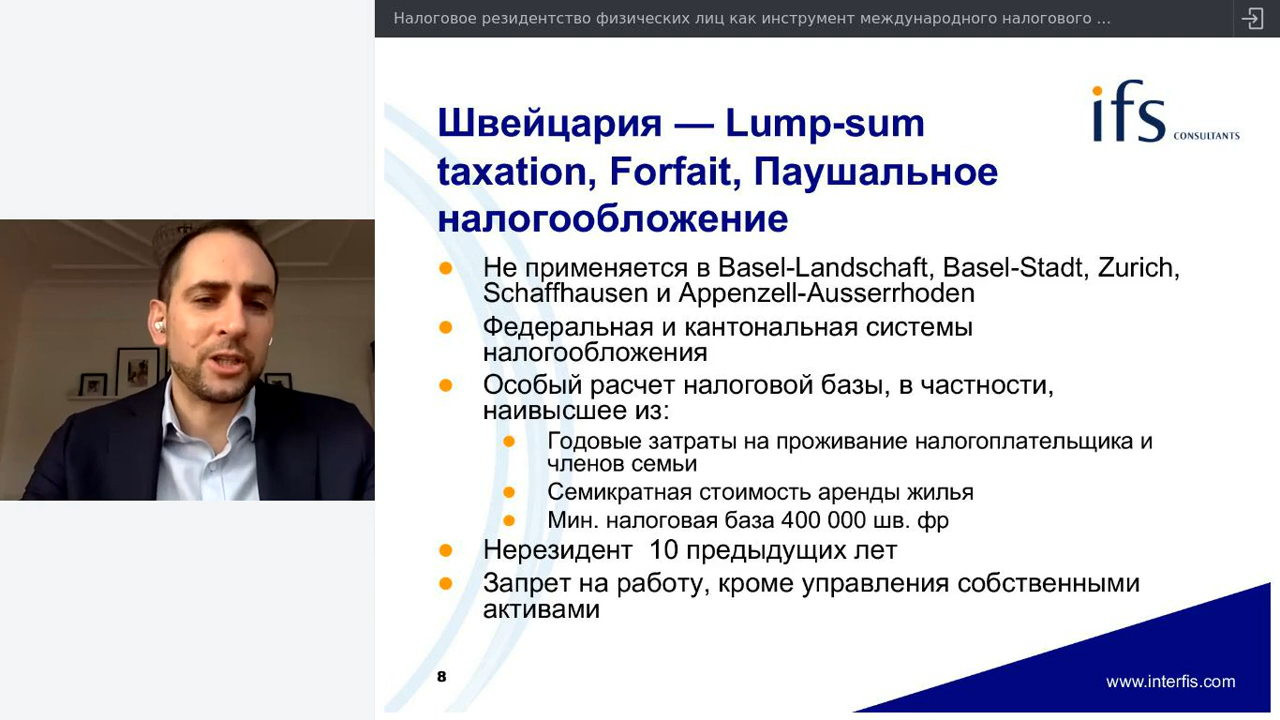 Налоговое резидентство физических лиц как инструмент международного налогового ...
ifs CONSULTANTS
Швейцария — Lump-sum
taxation, Forfait, Паушальное
налогообложение
Не применяется в Basel-Landschaft, Basel-Stadt, Zurich,
Schaffhausen и Appenzell-Ausserrhoden
Федеральная и кантональная системы
налогообложения
Особый расчет налоговой базы, в частности,
наивысшее из:
Годовые затраты на проживание налогоплательщика и
членов семьи
Семикратная стоимость аренды жилья
Мин. налоговая база 400 000 шв. фр
Нерезидент 10 предыдущих лет
Запрет на работу, кроме управления собственными
активами
8
www.interfis.com